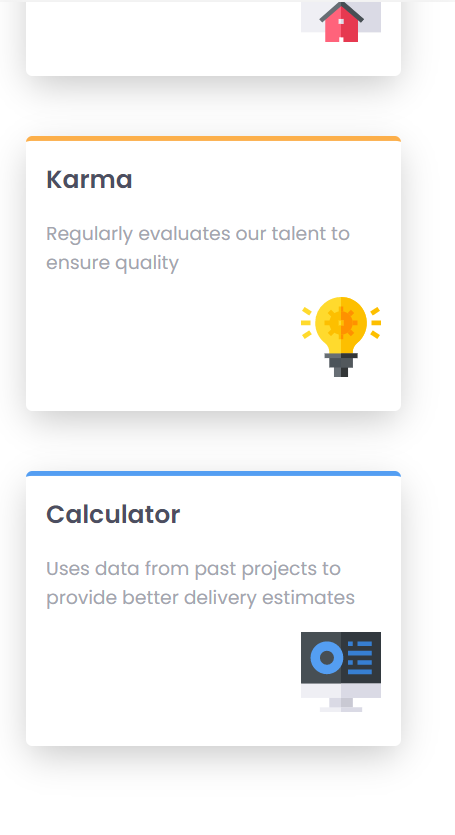 Karma
Regularly evaluates our talent to
ensure quality
Calculator
Uses data from past projects to
provide better delivery estimates